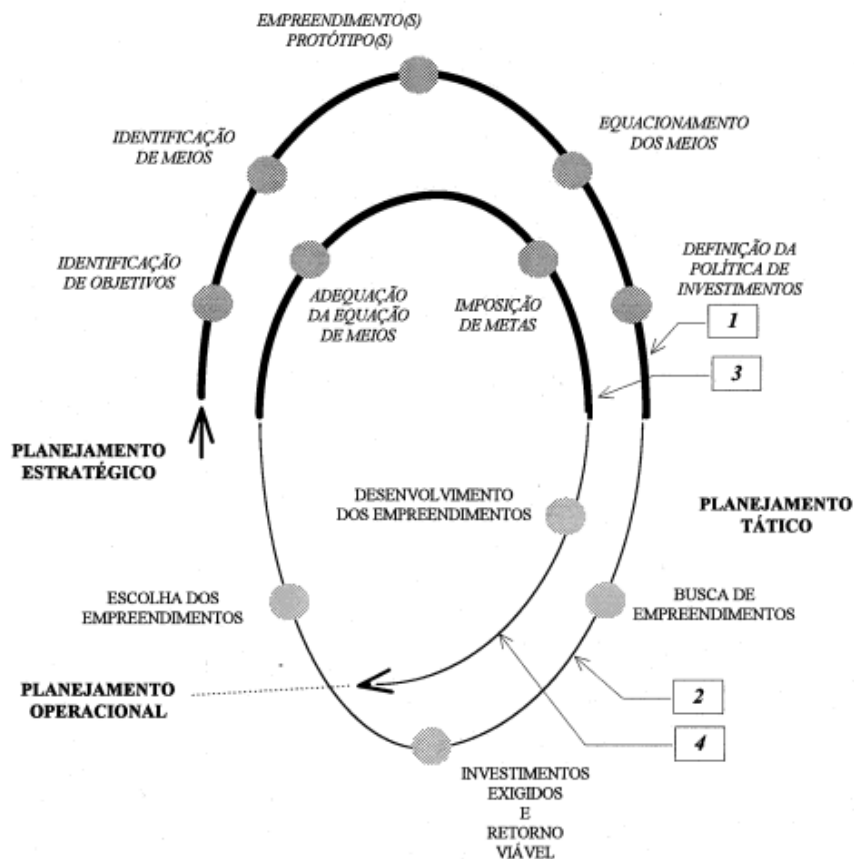 EMPREENDIMENTO(S)
PROTÓTIPO(S)
IDENTIFICAÇÃO
DE MEIOS
EQUACIONAMENTO
DOS MEIOS
IDENTIFICAÇÃO
DE OBJETIVOS
ADEQUAÇÃO
DA EQUAÇÃO
DE MEIOS
IMPOSIÇÃO
DE METAS
DEFINIÇÃO DA
POLÍTICA DE
INVESTIMENTOS
1
3
PLANEJAMENTO
ESTRATÉGICO
DESENVOLVIMENTO
DOS EMPREENDIMENTOS
PLANEJAMENTO
TÁTICO
ESCOLHA DOS
EMPREENDIMENTOS
BUSCA DE
EMPREENDIMENTOS
PLANEJAMENTO
OPERACIONAL
2
4
INVESTIMENTOS
EXIGIDOS
E
RETORNO
VIÁVEL